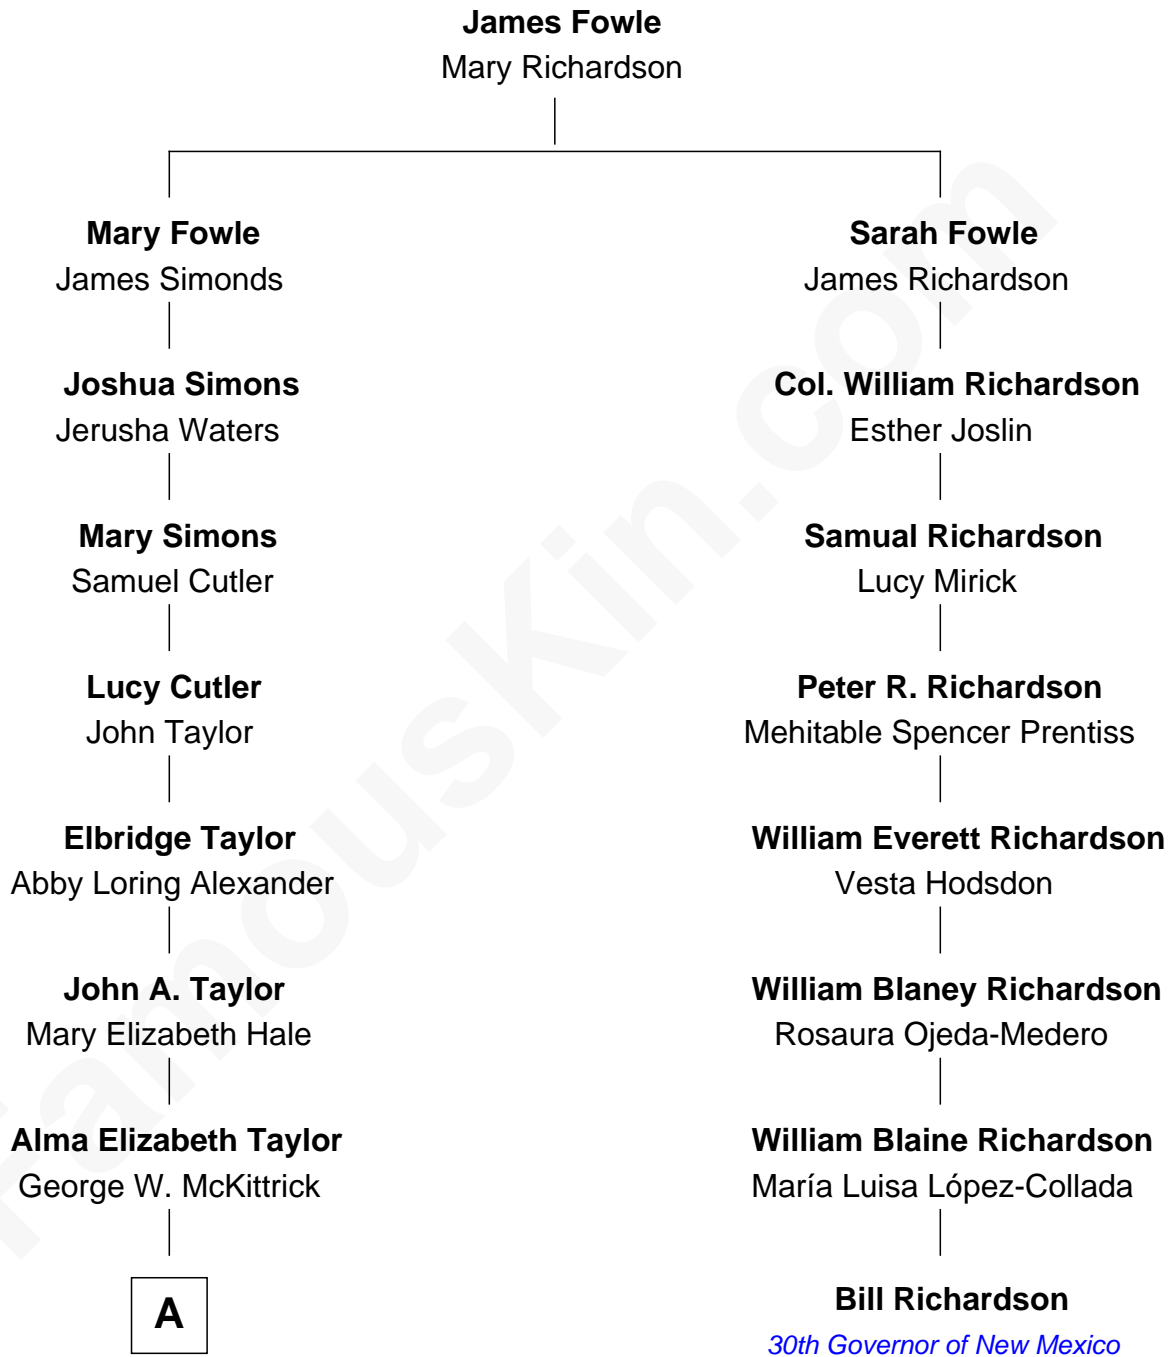 James Fowle
Mary Richardson
Mary Fowle
James Simonds
Sarah Fowle
James Richardson
Joshua Simons
Jerusha Waters
Col. William Richardson
Esther Joslin
Mary Simons
Samuel Cutler
Samual Richardson
Lucy Mirick
Lucy Cutler
John Taylor
Peter R. Richardson
Mehitable Spencer Prentiss
Elbridge Taylor
Abby Loring Alexander
William Everett Richardson
Vesta Hodsdon
John A. Taylor
Mary Elizabeth Hale
William Blaney Richardson
Rosaura Ojeda-Medero
Alma Elizabeth Taylor
George W. McKittrick
William Blaine Richardson
María Luisa López-Collada
A
Bill Richardson
30th Governor of New Mexico
FamousKin.com